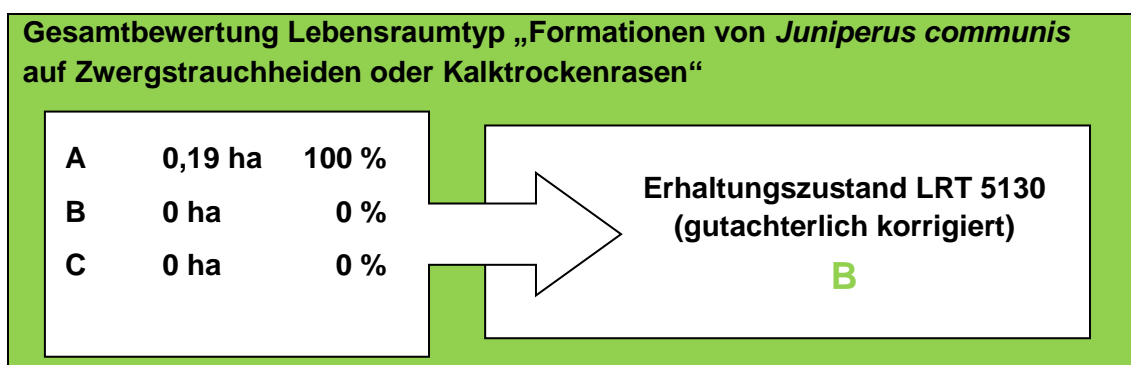 Gesamtbewertung Lebensraumtyp „Formationen von Juniperus communis
auf Zwergstrauchheiden oder Kalktrockenrasen“
A 0,19 ha 100 %
B 0 ha 0 %
C 0 ha 0 %
Erhaltungszustand LRT 5130
(gutachterlich korrigiert)
B